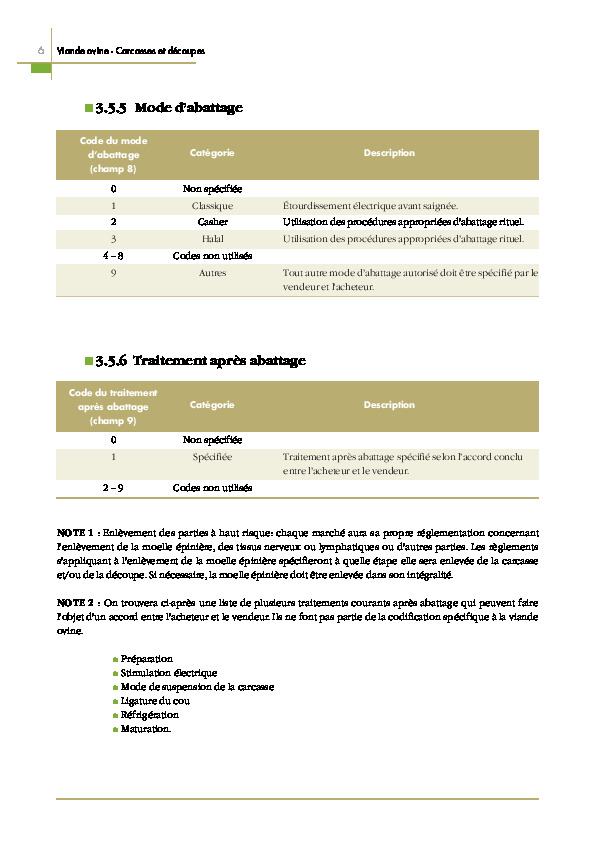 6 Viande ovine - Carcasses et découpes
3.5.5 Mode d'abattage
Code du mode
d'abattage
(champ 8)
Catégorie
Description
0 Non spécifiée
1 Classique Étourdissement électrique avant saignée.
2 Casher Utilisation des procédures appropriées d'abattage rituel.
3 Halal Utilisation des procédures appropriées d'abattage rituel.
4 – 8 Codes non utilisés
9 Autres Tout autre mode d'abattage autorisé doit être spécifié par le
vendeur et l'acheteur.
3.5.6 Traitement après abattage
Code du traitement
après abattage
(champ 9)
Catégorie
Description
0 Non spécifiée
1 Spécifiée Traitement après abattage spécifié selon l'accord conclu
entre l'acheteur et le vendeur.
2 – 9 Codes non utilisés
NOTE 1 : Enlèvement des parties à haut risque: chaque marché aura sa propre réglementation concernant
l'enlèvement de la moelle épinière, des tissus nerveux ou lymphatiques ou d'autres parties. Les règlements
s'appliquant à l'enlèvement de la moelle épinière spécifieront à quelle étape elle sera enlevée de la carcasse
et/ou de la découpe. Si nécessaire, la moelle épinière doit être enlevée dans son intégralité.
NOTE 2 : On trouvera ci-après une liste de plusieurs traitements courants après abattage qui peuvent faire
l'objet d'un accord entre l'acheteur et le vendeur. Ils ne font pas partie de la codification spécifique à la viande
ovine.
Préparation
Stimulation électrique
Mode de suspension de la carcasse
Ligature du cou
Réfrigération
Maturation.